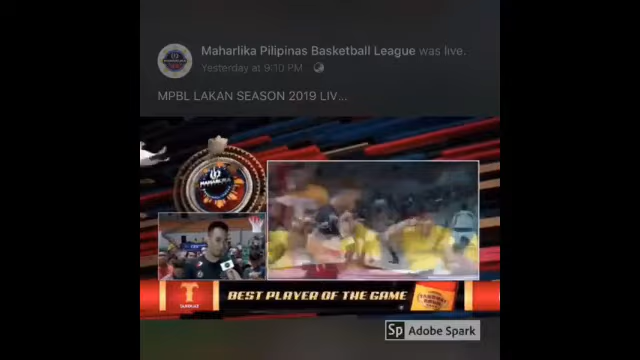 Maharlika Pilipinas Basketball League was live.
Yesterday at 9:10 PM
MPBL LAKAN SEASON 2019 LIV...
MAHARLIKA
BEST PLAYER OF THE GAME
Sp Adobe Spark